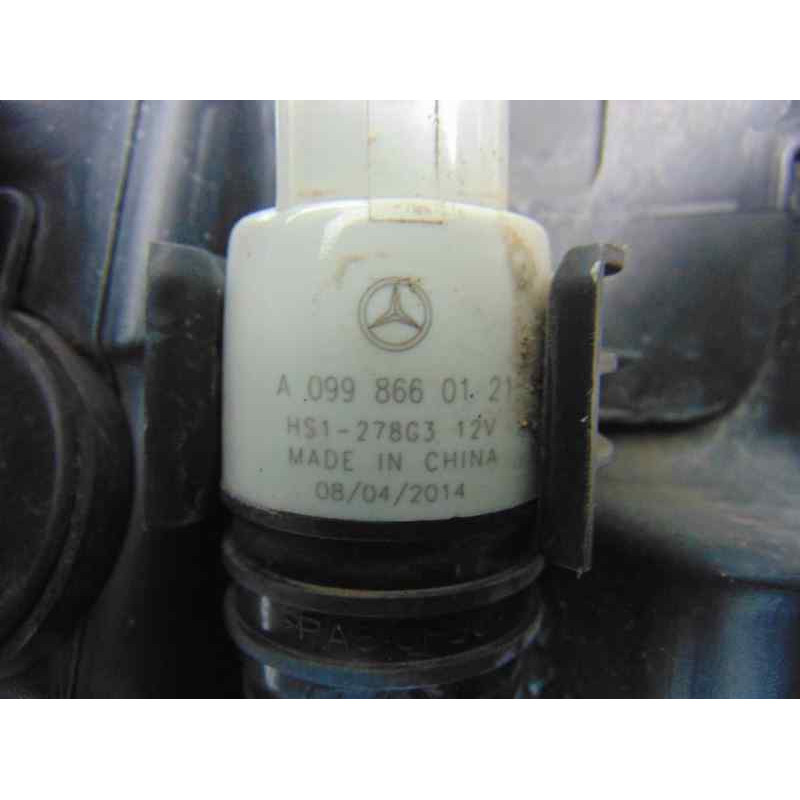 A 099 866 01 21
HS1-278G3 12V
MADE IN CHINA
08/04/2014